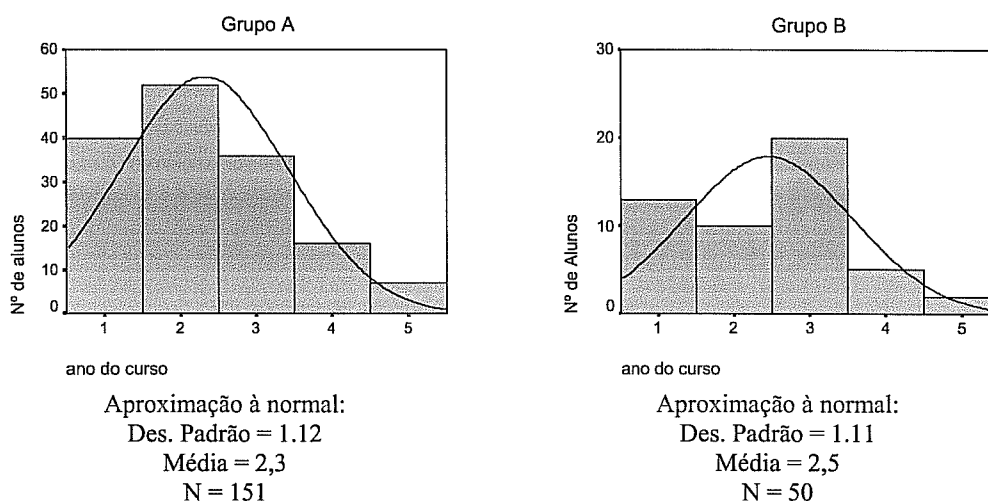 Grupo A
60
50
40
30
20
10
0
Nº de alunos
1 2 3 4 5
ano do curso
Aproximação à normal:
Des. Padrão = 1.12
Média = 2,3
N = 151
Grupo B
30
20
10
0
Nº de Alunos
1 2 3 4 5
ano do curso
Aproximação à normal:
Des. Padrão = 1.11
Média = 2,5
N = 50